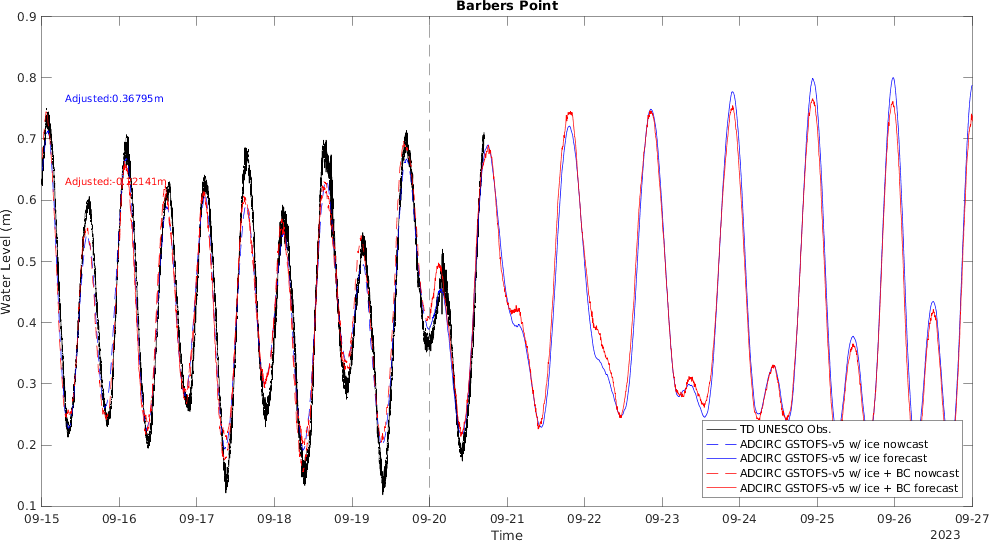 Barbers Point
0.9
0.8
0.7
0.6
0.5
0.4
0.3
0.2
0.1
Water Level (m)
Adjusted:0.36795m
Adjusted:-0.22141m
TD UNESCO Obs.
ADCIRC GSTOFS-v5 w/ ice nowcast
ADCIRC GSTOFS-v5 w/ ice forecast
ADCIRC GSTOFS-v5 w/ ice + BC nowcast
ADCIRC GSTOFS-v5 w/ ice + BC forecast
09-15 09-16 09-17 09-18 09-19 09-20 09-21 09-22 09-23 09-24 09-25 09-26 09-27
Time
2023